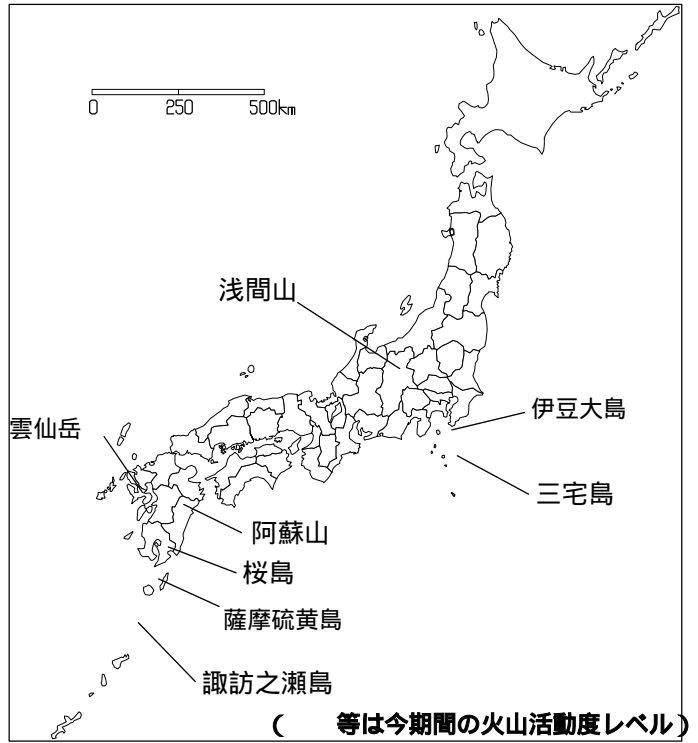 0 250 500km
浅間山
伊豆大島
雲仙岳
三宅島
阿蘇山
桜島
薩摩硫黄島
諏訪之瀬島
(　　等は今期間の火山活動度レベル)